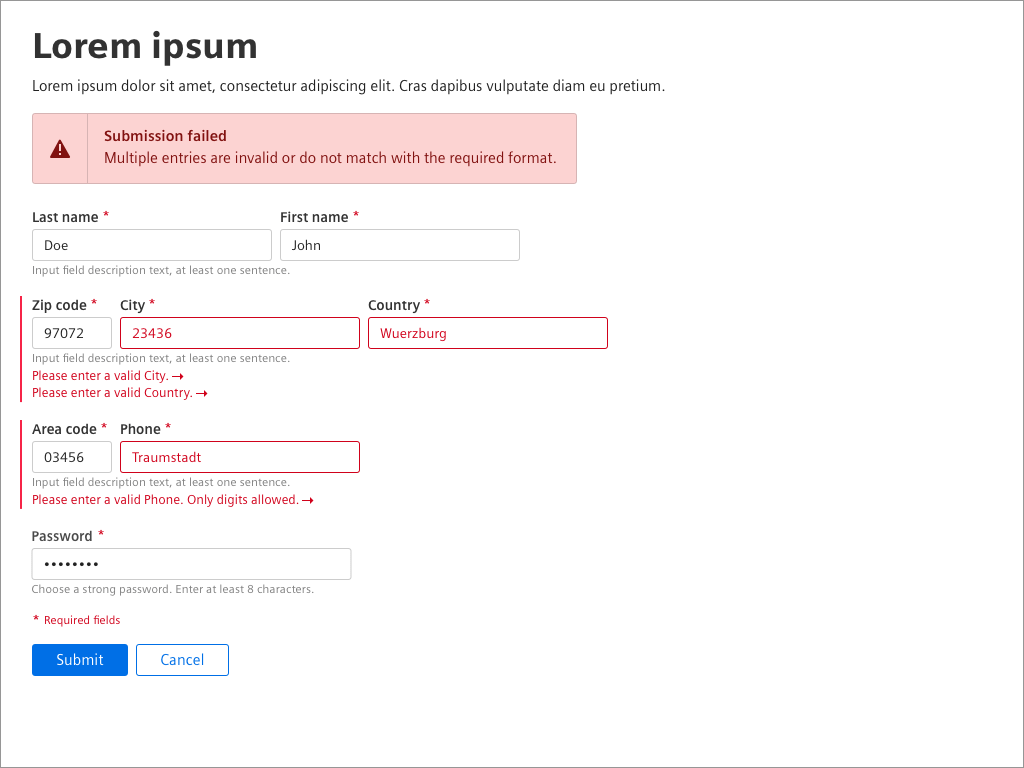 Lorem ipsum
Lorem ipsum dolor sit amet, consectetur adipiscing elit. Cras dapibus vulputate diam eu pretium.
Submission failed
Multiple entries are invalid or do not match with the required format.
Last name * First name *
Doe John
Input field description text, at least one sentence.
Zip code * City * Country *
97072 23436 Wuerzburg
Input field description text, at least one sentence.
Please enter a valid City. →
Please enter a valid Country. →
Area code * Phone *
03456 Traumstadt
Input field description text, at least one sentence.
Please enter a valid Phone. Only digits allowed. →
Password *
••••••••
Choose a strong password. Enter at least 8 characters.
* Required fields
Submit Cancel